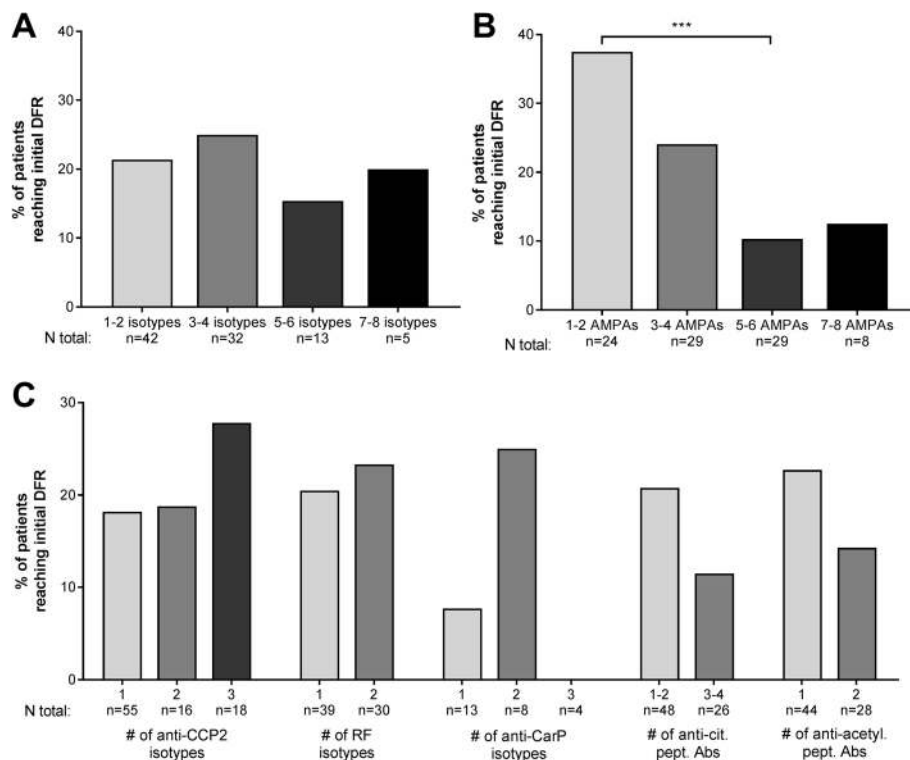 A
% of patients
reaching initial DFR
40
30
20
10
0
1-2 isotypes 3-4 isotypes 5-6 isotypes 7-8 isotypes
N total: n=42 n=32 n=13 n=5
B
% of patients
reaching initial DFR
40
30
20
10
0
***
1-2 AMPAs 3-4 AMPAs 5-6 AMPAs 7-8 AMPAs
N total: n=24 n=29 n=29 n=8
C
% of patients
reaching initial DFR
30
20
10
0
1 2 3 1 2 1 2 3 1-2 3-4 1 2
N total: n=55 n=16 n=18 n=39 n=30 n=13 n=8 n=4 n=48 n=26 n=44 n=28
# of anti-CCP2 # of RF # of anti-CarP # of anti-cit. # of anti-acetyl.
isotypes isotypes isotypes pept. Abs pept. Abs